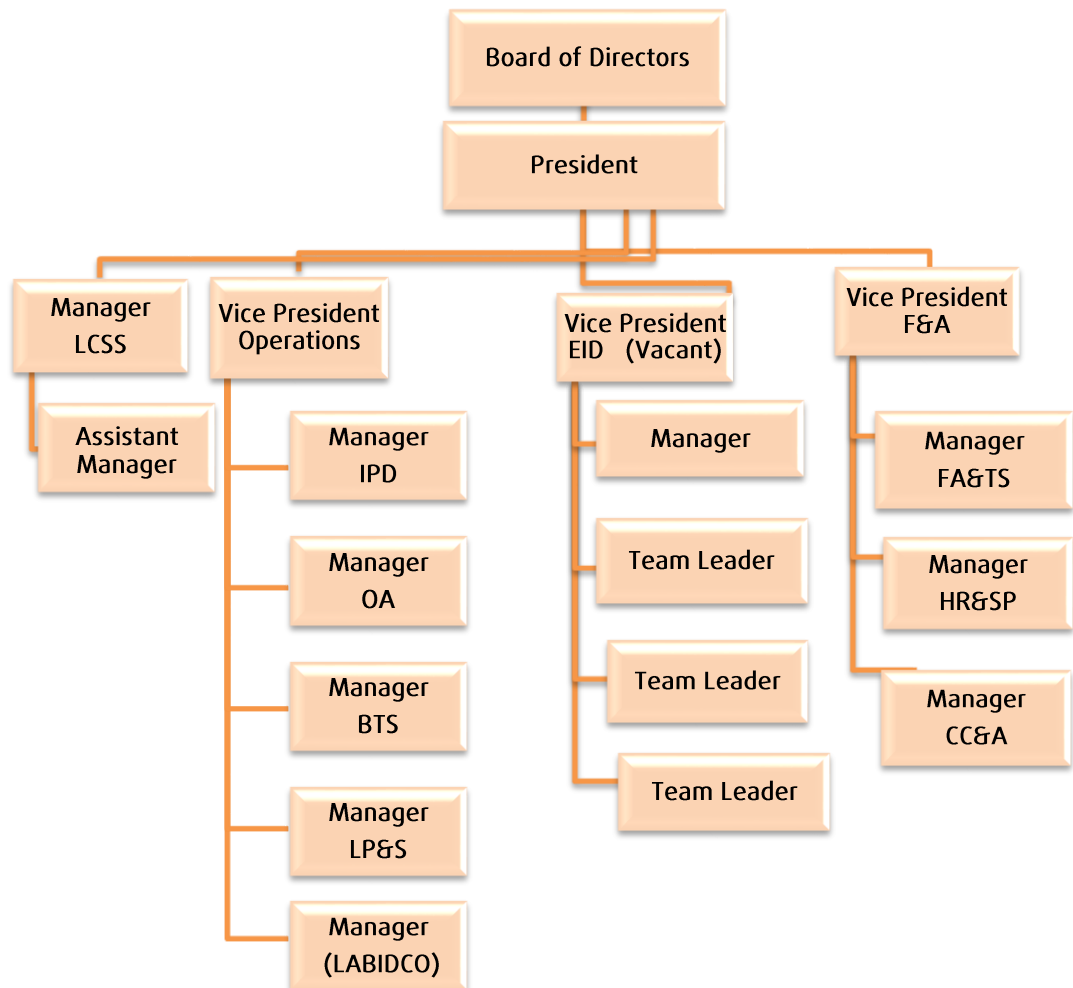 Board of Directors
President
Manager
LCSS
Assistant
Manager
Vice President
Operations
Manager
IPD
Manager
OA
Manager
BTS
Manager
LP&S
Manager
(LABIDCO)
Vice President
EID (Vacant)
Manager
Team Leader
Team Leader
Team Leader
Vice President
F&A
Manager
FA&TS
Manager
HR&SP
Manager
CC&A